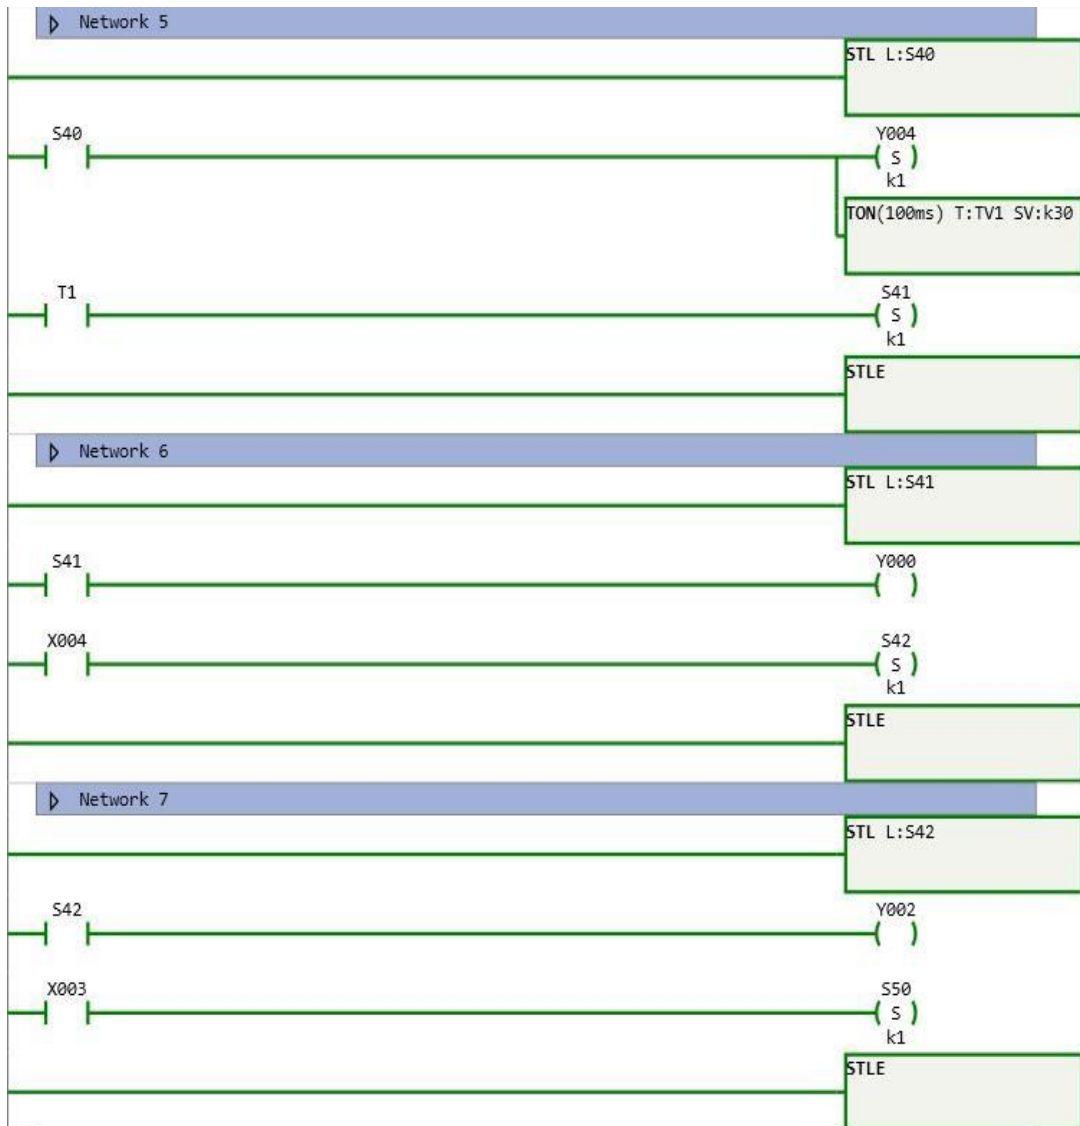 Network 5
STL L:S40
S40 Y004
S
k1
TON(100ms) T:TV1 SV:k30
T1 S41
S
k1
STLE
Network 6
STL L:S41
S41 Y000
X004 S42
S
k1
STLE
Network 7
STL L:S42
S42 Y002
X003 S50
S
k1
STLE